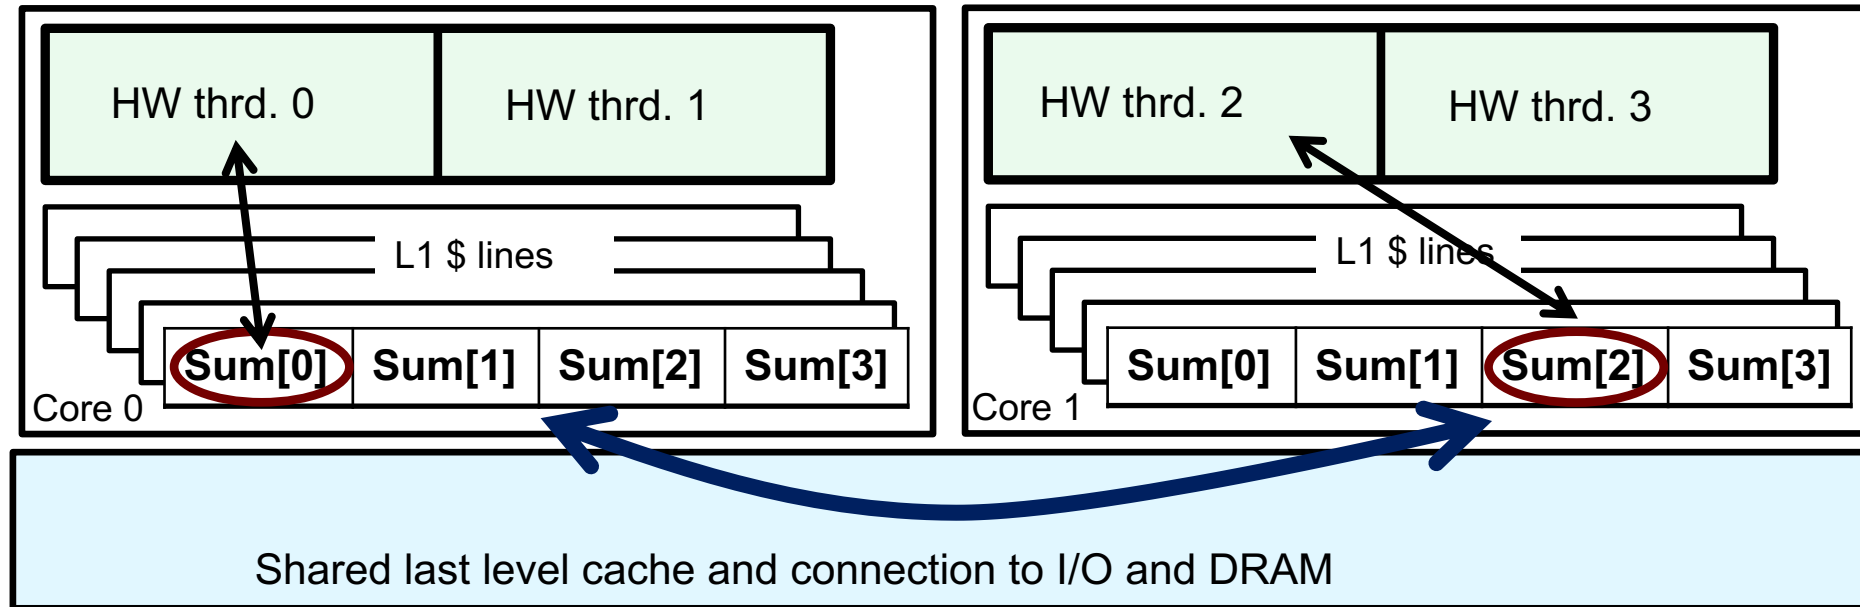 HW thrd. 0
HW thrd. 1
L1 $ lines
Sum[0] Sum[1] Sum[2] Sum[3]
Core 0
HW thrd. 2
HW thrd. 3
L1 $ lines
Sum[0] Sum[1] Sum[2] Sum[3]
Core 1
Shared last level cache and connection to I/O and DRAM